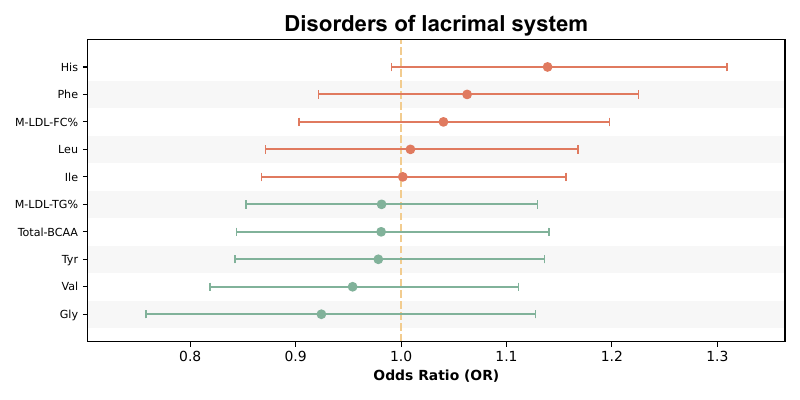 Disorders of lacrimal system
His
Phe
M-LDL-FC%
Leu
Ile
M-LDL-TG%
Total-BCAA
Tyr
Val
Gly
0.8 0.9 1.0 1.1 1.2 1.3
Odds Ratio (OR)